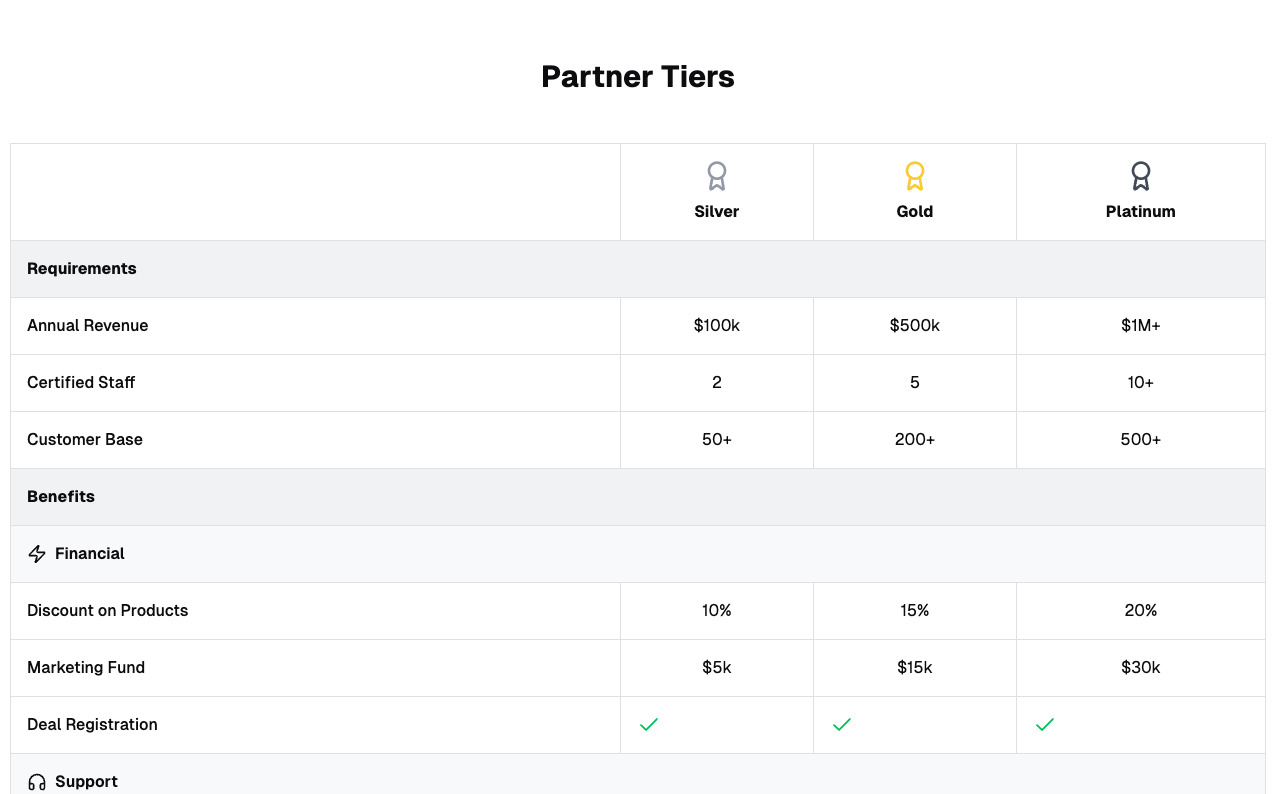 Partner Tiers
Silver Gold Platinum
Requirements
Annual Revenue $100k $500k $1M+
Certified Staff 2 5 10+
Customer Base 50+ 200+ 500+
Benefits
Financial
Discount on Products 10% 15% 20%
Marketing Fund $5k $15k $30k
Deal Registration
Support